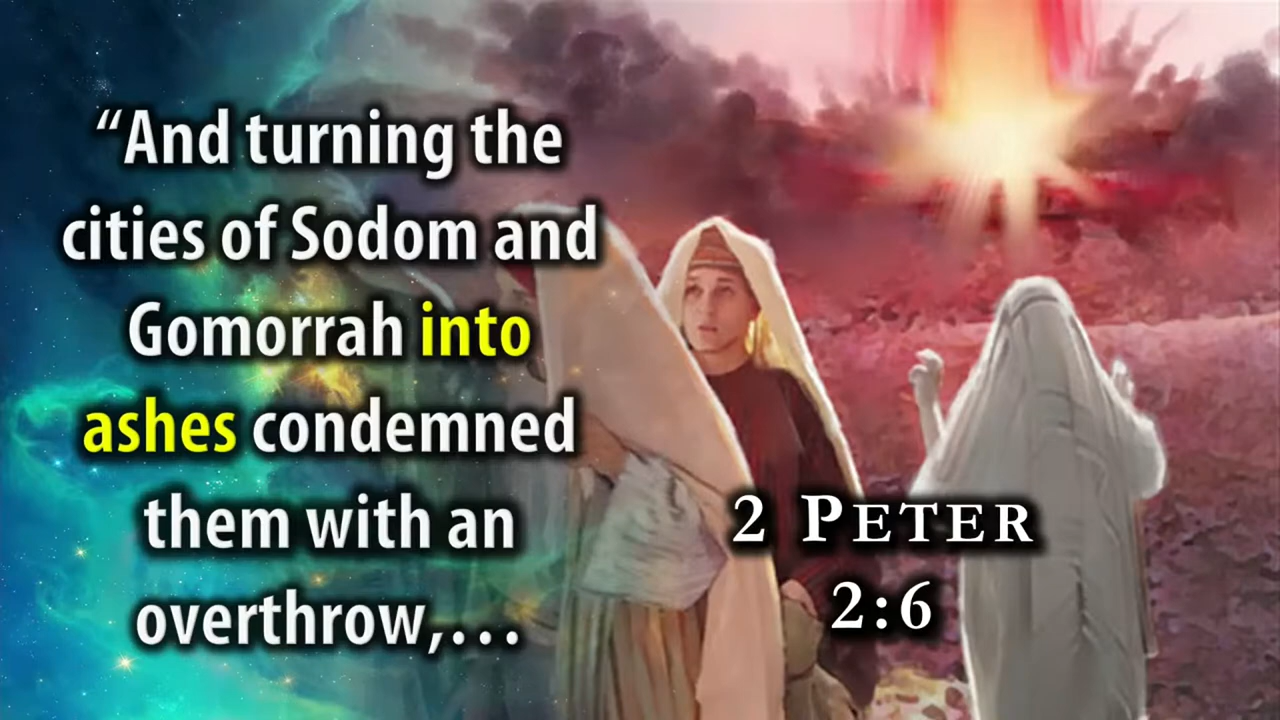 “And turning the
cities of Sodom and
Gomorrah into
ashes condemned
them with an
overthrow,...
2 PETER
2:6